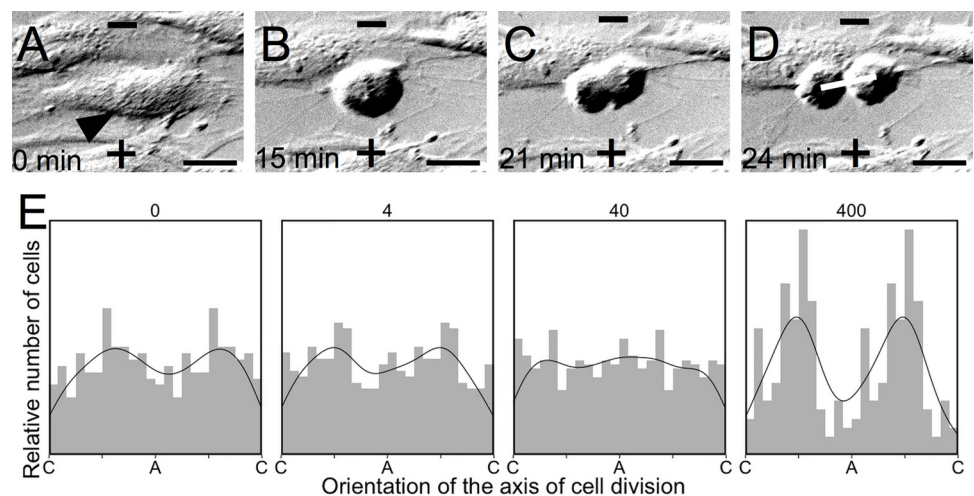 A
B
C
D
−
−
−
−
0 min
15 min
21 min
24 min
+
+
+
+
E
0
4
40
400
Relative number of cells
C
A
C
C
A
C
C
A
C
C
A
C
Orientation of the axis of cell division